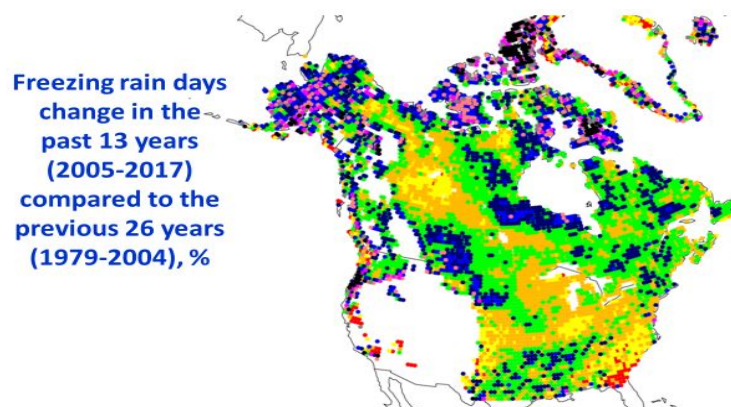 Freezing rain days
change in the
past 13 years
(2005-2017)
compared to the
previous 26 years
(1979-2004), %